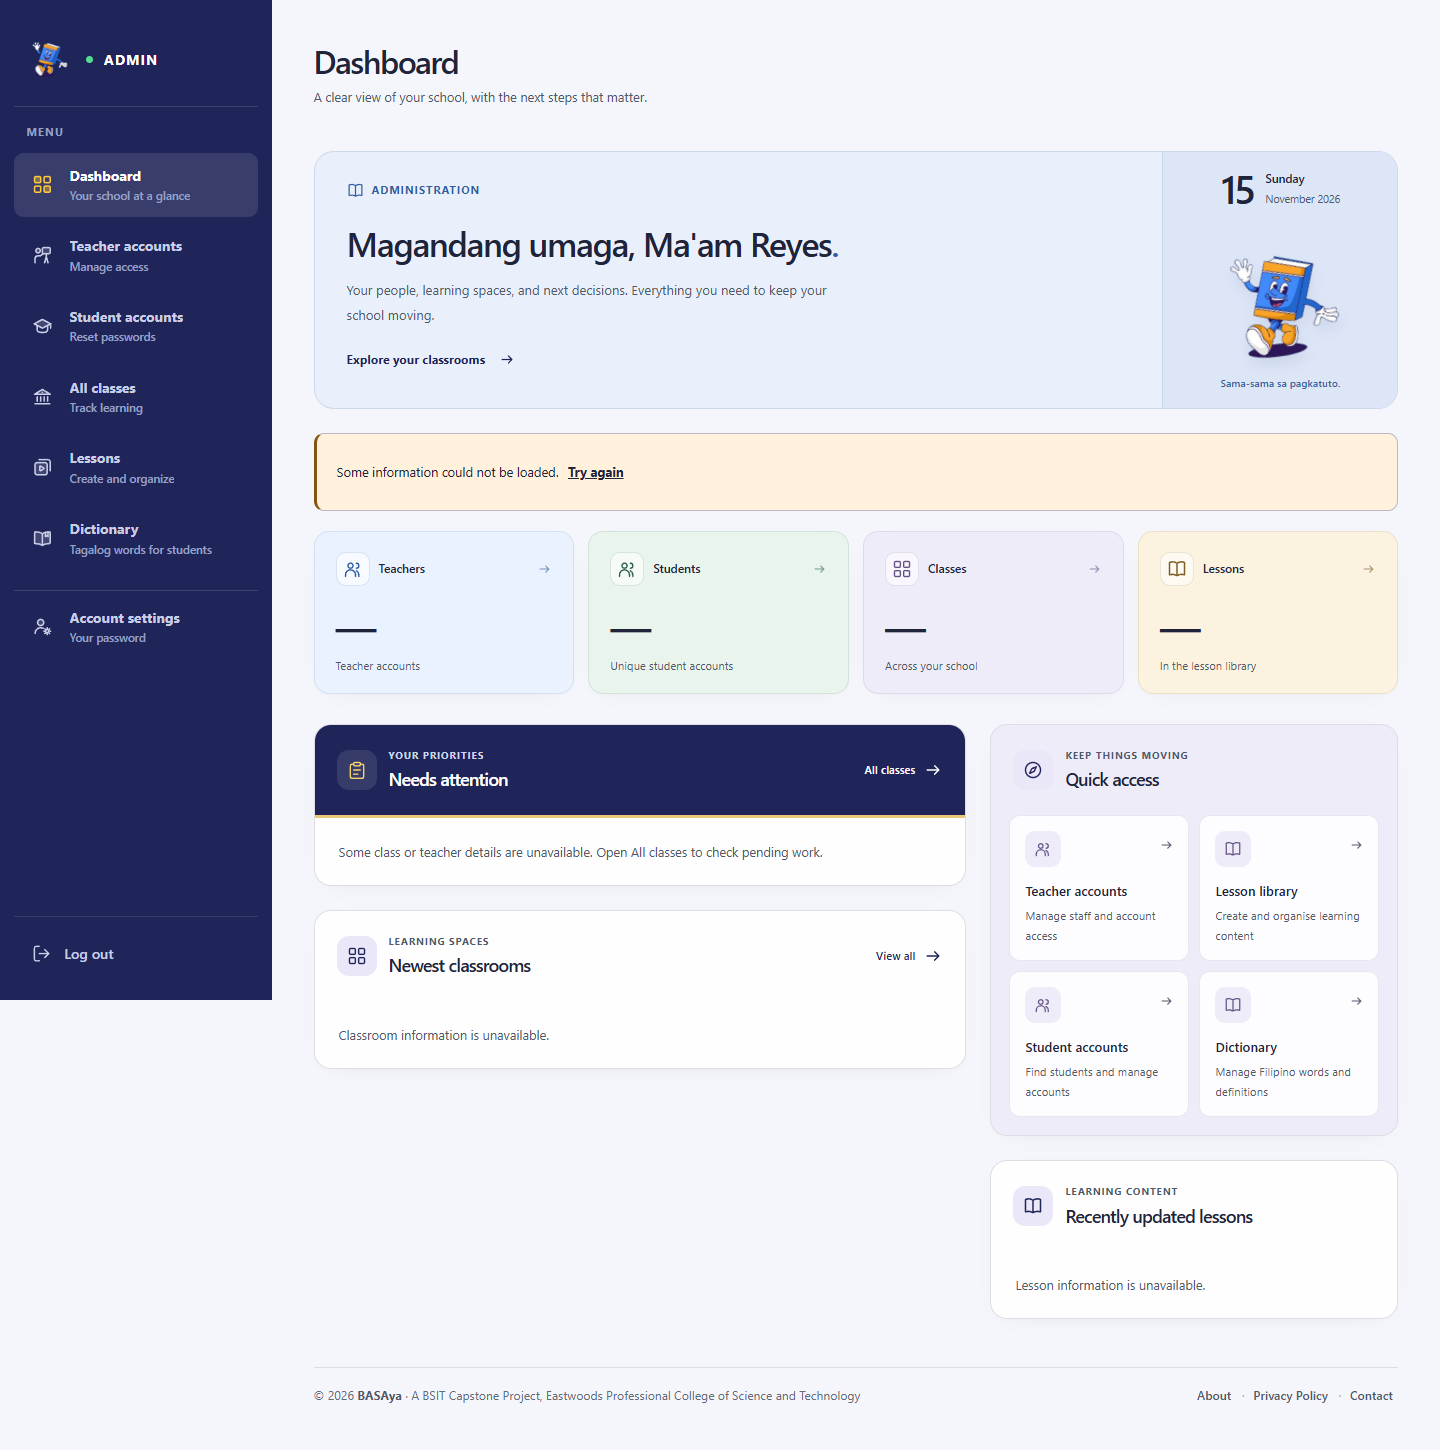 ADMIN
MENU
Dashboard
Your school at a glance
Teacher accounts
Manage access
Student accounts
Reset passwords
All classes
Track learning
Lessons
Create and organize
Dictionary
Tagalog words for students
Account settings
Your password
Log out
Dashboard
A clear view of your school, with the next steps that matter.
ADMINISTRATION
Magandang umaga, Ma'am Reyes.
Your people, learning spaces, and next decisions. Everything you need to keep your
school moving.
Explore your classrooms
15
Sunday
November 2026
Sama-sama sa pagkatuto.
Some information could not be loaded. Try again
Teachers
—
Teacher accounts
Students
—
Unique student accounts
Classes
—
Across your school
Lessons
—
In the lesson library
YOUR PRIORITIES
Needs attention
All classes
Some class or teacher details are unavailable. Open All classes to check pending work.
LEARNING SPACES
Newest classrooms
View all
Classroom information is unavailable.
KEEP THINGS MOVING
Quick access
Teacher accounts
Manage staff and account
access
Lesson library
Create and organise learning
content
Student accounts
Find students and manage
accounts
Dictionary
Manage Filipino words and
definitions
LEARNING CONTENT
Recently updated lessons
Lesson information is unavailable.
© 2026 BASAya · A BSIT Capstone Project, Eastwoods Professional College of Science and Technology
About · Privacy Policy · Contact